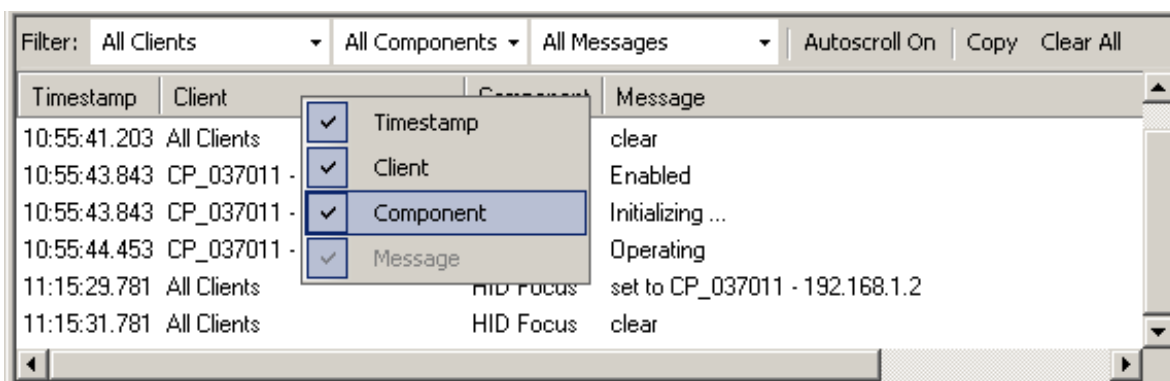 Filter: All Clients All Components All Messages Autoscroll On Copy Clear All
Timestamp Client Component Message
10:55:41.203 All Clients clear
10:55:43.843 CP_037011 - Enabled
10:55:43.843 CP_037011 - Initializing ...
10:55:44.453 CP_037011 - Operating
11:15:29.781 All Clients HID Focus set to CP_037011 - 192.168.1.2
11:15:31.781 All Clients HID Focus clear
Timestamp
Client
Component
Message